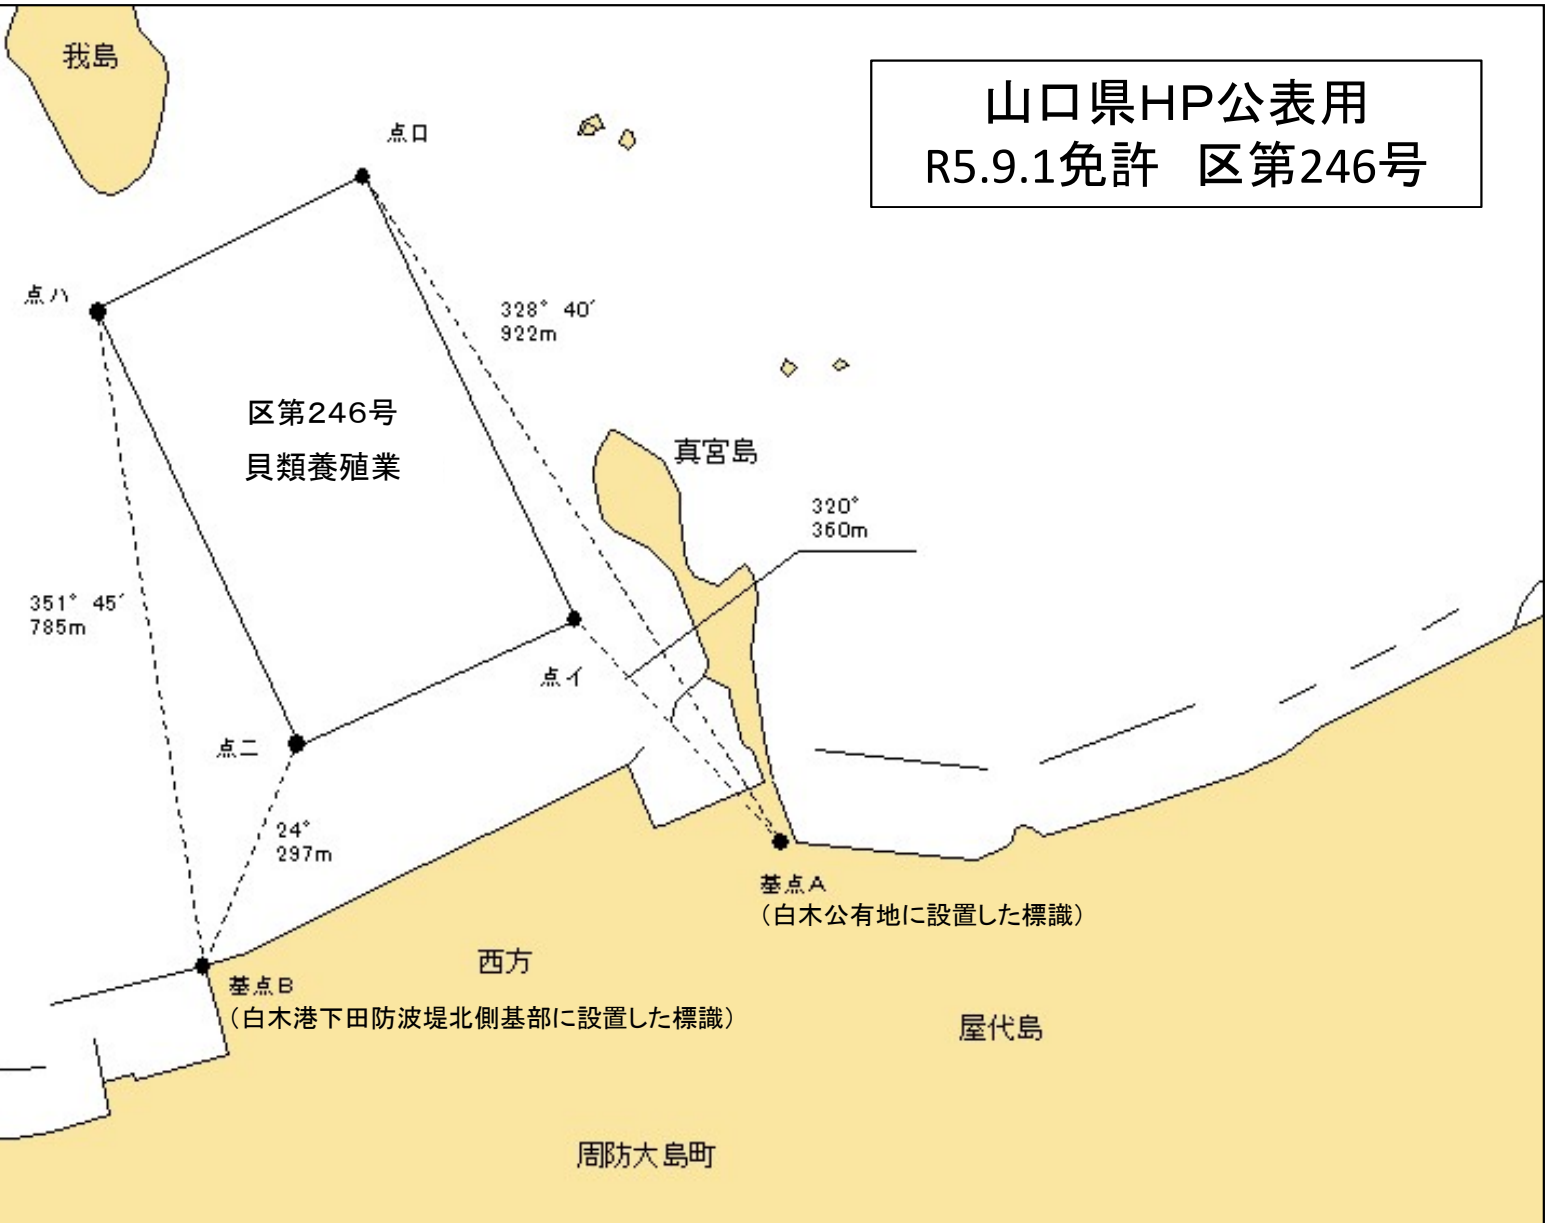 我島
山口県HP公表用
R5.9.1免許　区第246号
点ロ
点ハ
328° 40′
922m
区第246号
貝類養殖業
真宮島
320°
360m
351° 45′
785m
点イ
点ニ
24°
297m
基点A
（白木公有地に設置した標識）
西方
基点B
（白木港下田防波堤北側基部に設置した標識）
屋代島
周防大島町